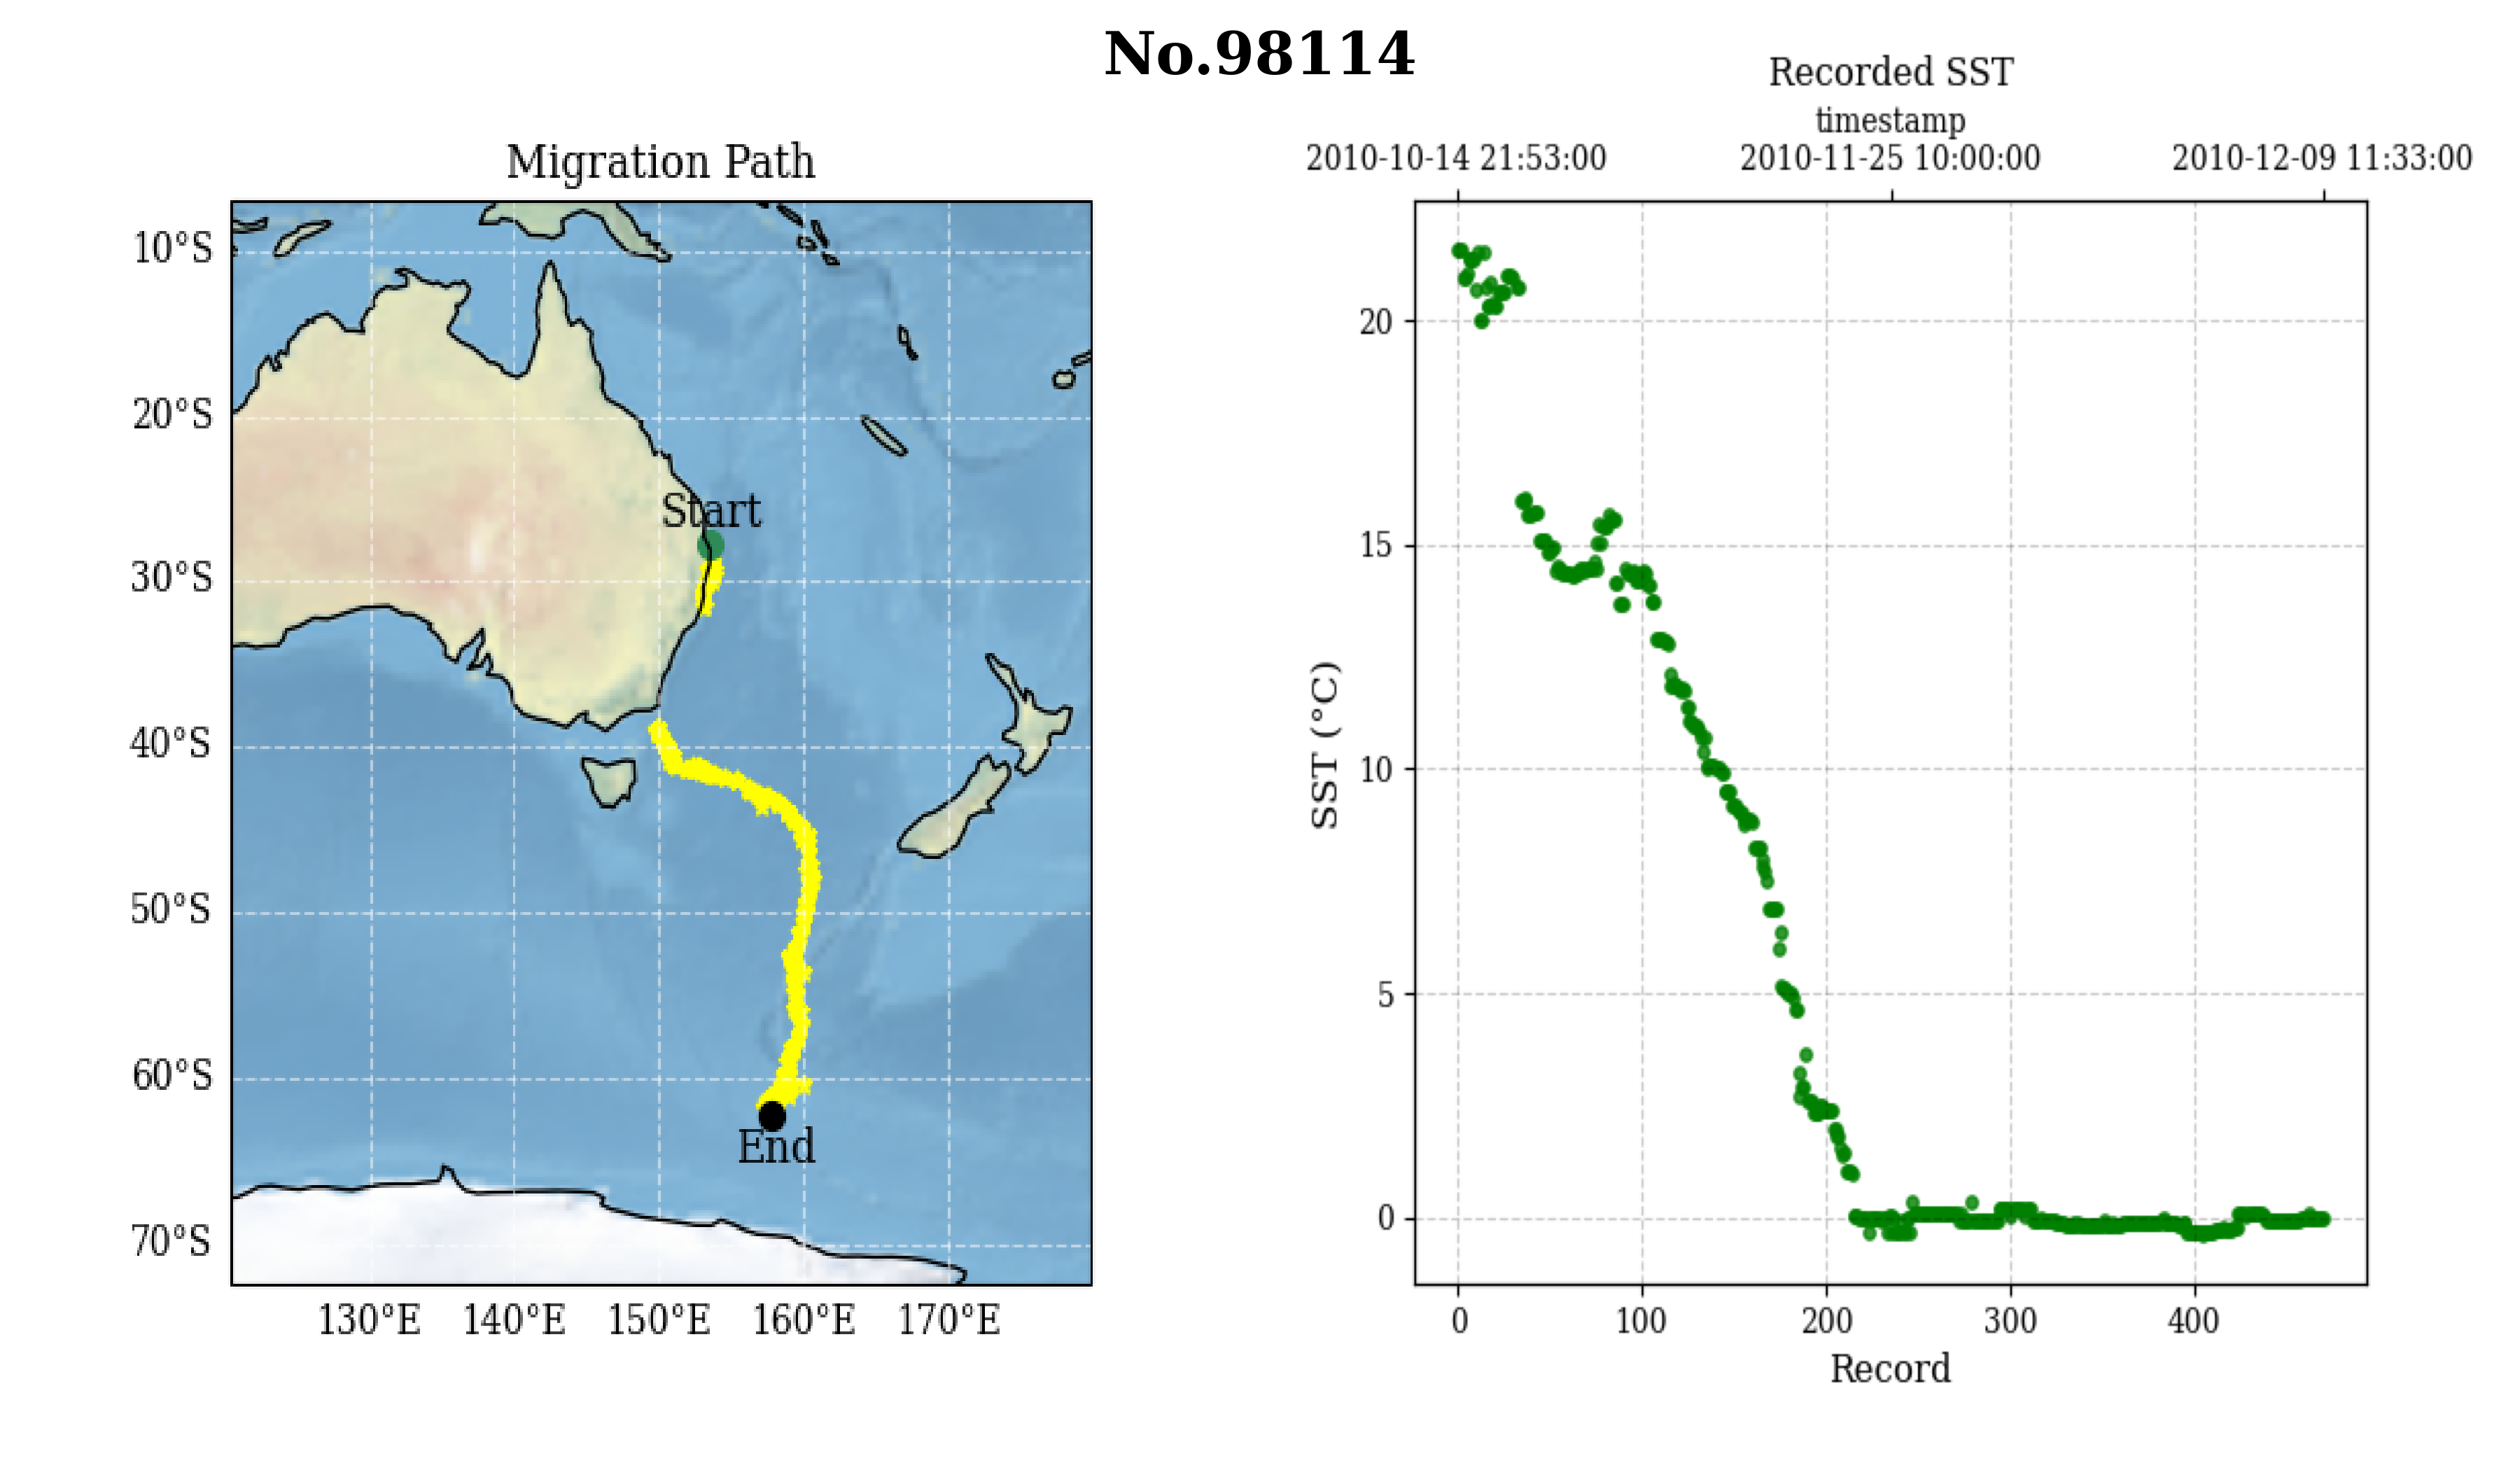 No.98114
Migration Path
10°S
20°S
30°S
40°S
50°S
60°S
70°S
Start
End
130°E 140°E 150°E 160°E 170°E
Recorded SST
timestamp
2010-10-14 21:53:00 2010-11-25 10:00:00 2010-12-09 11:33:00
SST (°C)
20
15
10
5
0
0 100 200 300 400
Record